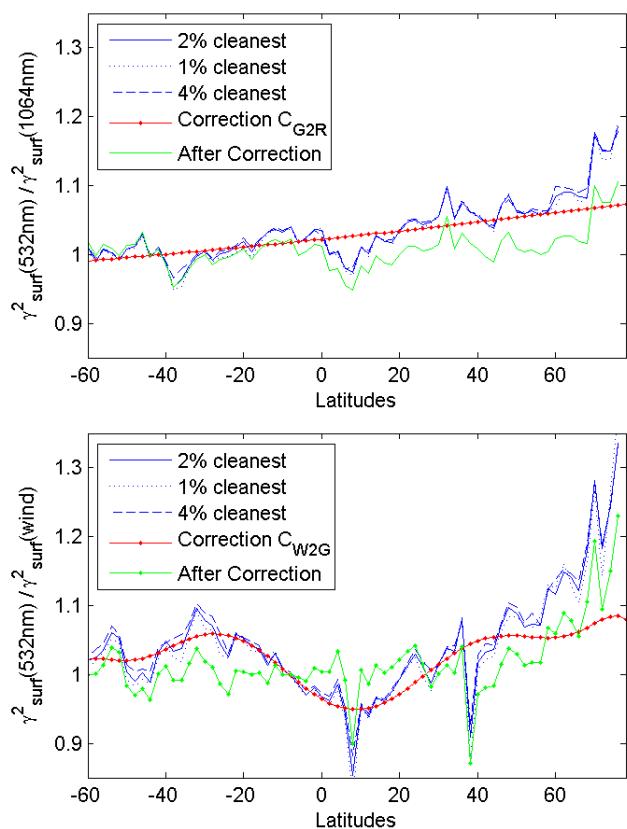 1.3
1.2
1.1
1
0.9
γ²surf(532nm) / γ²surf(1064nm)
2% cleanest
1% cleanest
4% cleanest
Correction C_G2R
After Correction
-60 -40 -20 0 20 40 60
Latitudes
1.3
1.2
1.1
1
0.9
γ²surf(532nm) / γ²surf(wind)
2% cleanest
1% cleanest
4% cleanest
Correction C_W2G
After Correction
-60 -40 -20 0 20 40 60
Latitudes